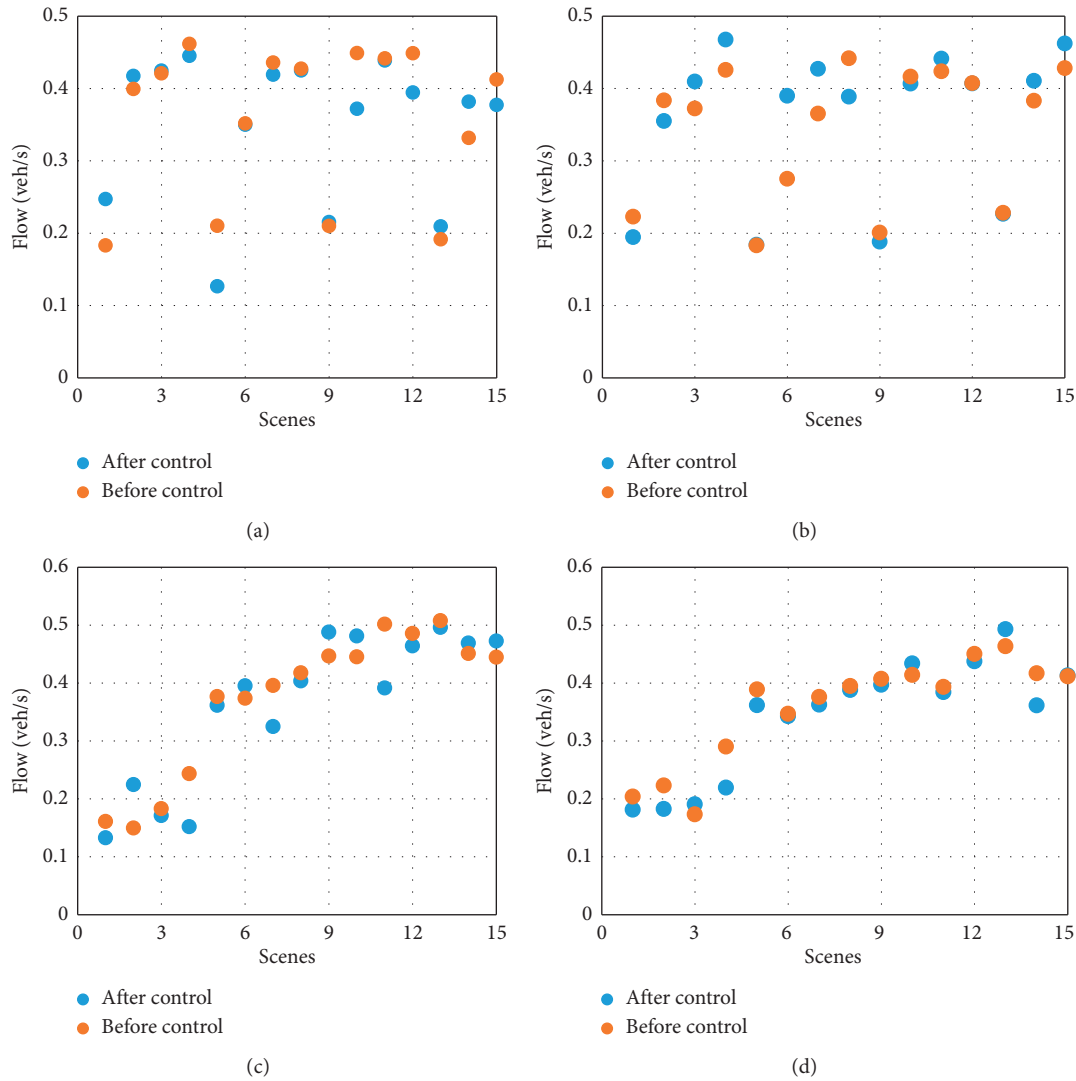 0.5
0.4
0.3
0.2
0.1
0
Flow (veh/s)
0 3 6 9 12 15
Scenes
After control
Before control
(a)
0.5
0.4
0.3
0.2
0.1
0
Flow (veh/s)
0 3 6 9 12 15
Scenes
After control
Before control
(b)
0.6
0.5
0.4
0.3
0.2
0.1
0
Flow (veh/s)
0 3 6 9 12 15
Scenes
After control
Before control
(c)
0.6
0.5
0.4
0.3
0.2
0.1
0
Flow (veh/s)
0 3 6 9 12 15
Scenes
After control
Before control
(d)